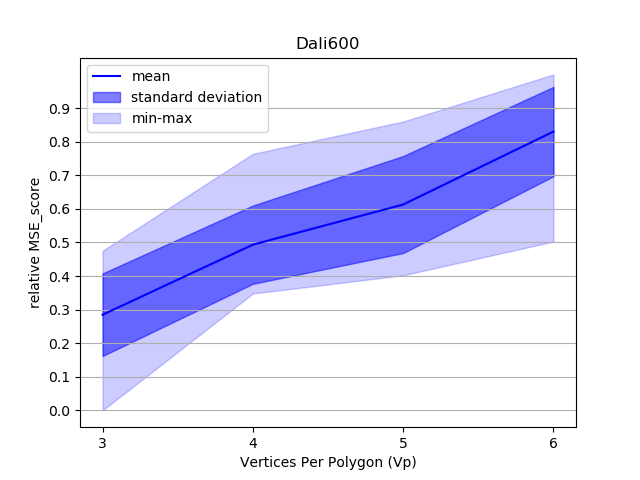 Dali600
mean
standard deviation
min-max
relative MSE_score
0.9
0.8
0.7
0.6
0.5
0.4
0.3
0.2
0.1
0.0
3 4 5 6
Vertices Per Polygon (Vp)